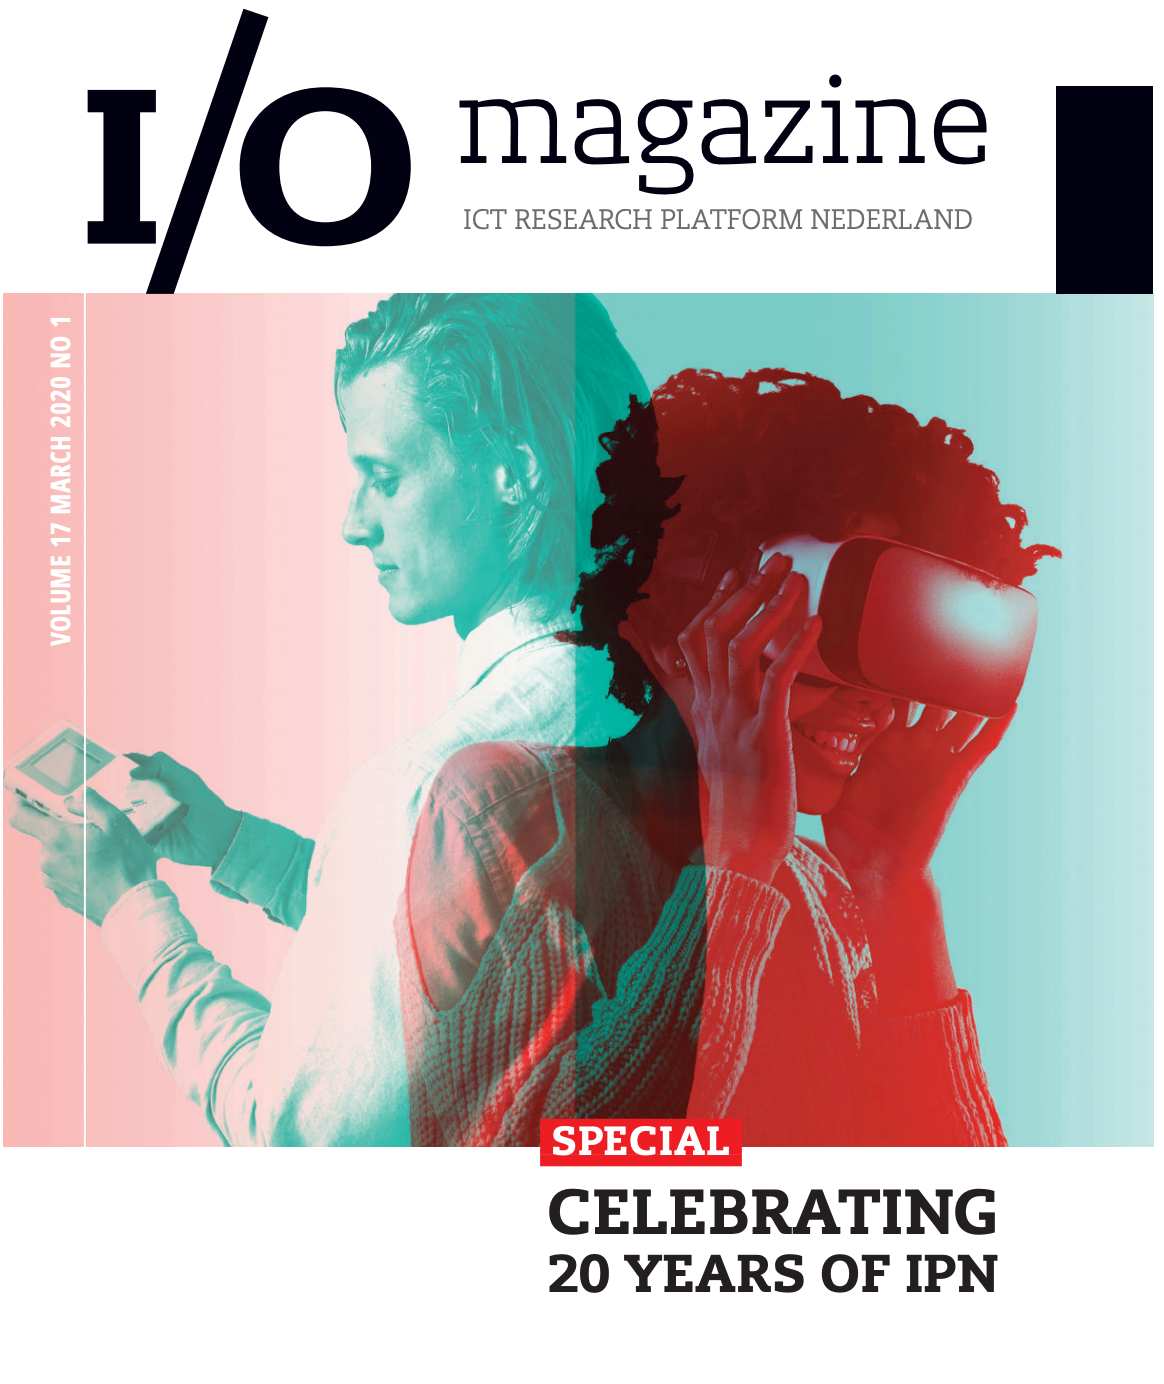 I/O magazine
ICT RESEARCH PLATFORM NEDERLAND
VOLUME 17 MARCH 2020 NO 1
SPECIAL
CELEBRATING
20 YEARS OF IPN